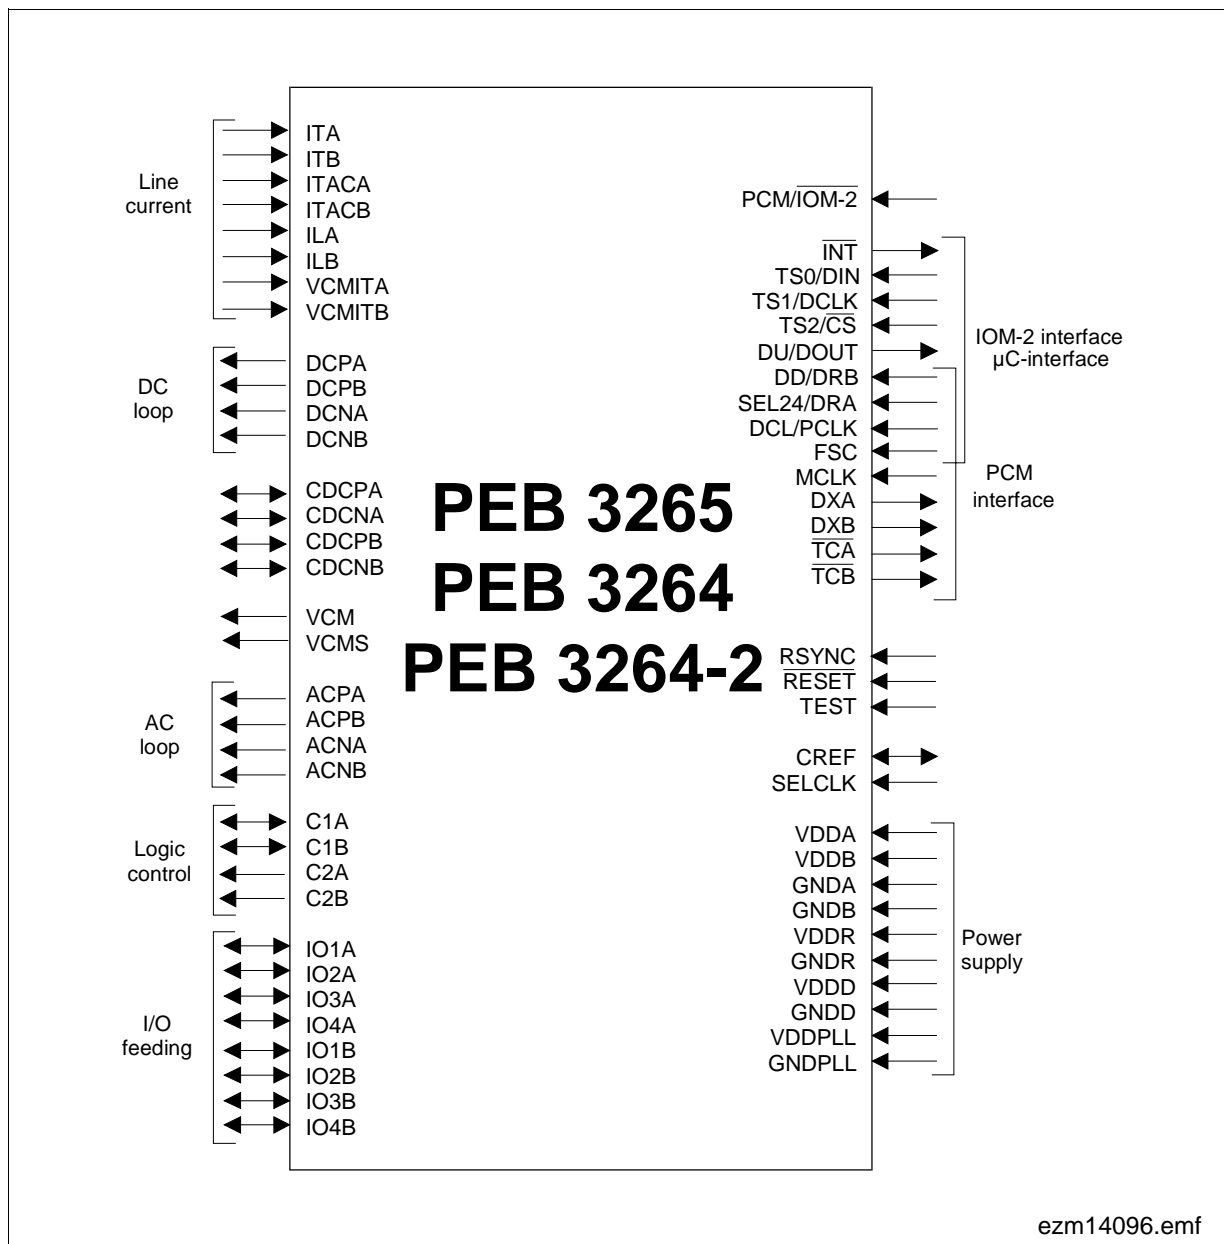 Line
current
ITA
ITB
ITACA
ITACB
ILA
ILB
VCMITA
VCMITB
DC
loop
DCPA
DCPB
DCNA
DCNB
CDCPA
CDCNA
CDCPB
CDCNB
VCM
VCMS
AC
loop
ACPA
ACPB
ACNA
ACNB
Logic
control
C1A
C1B
C2A
C2B
I/O
feeding
IO1A
IO2A
IO3A
IO4A
IO1B
IO2B
IO3B
IO4B
PEB 3265
PEB 3264
PEB 3264-2
PCM/IOM-2
INT
TS0/DIN
TS1/DCLK
TS2/CS
DU/DOUT
DD/DRB
SEL24/DRA
DCL/PCLK
FSC
MCLK
DXA
DXB
TCA
TCB
IOM-2 interface
µC-interface
PCM
interface
RSYNC
RESET
TEST
CREF
SELCLK
VDDA
VDDB
GNDA
GNDB
VDDR
GNDR
VDDD
GNDD
VDDPLL
GNDPLL
Power
supply
ezm14096.emf